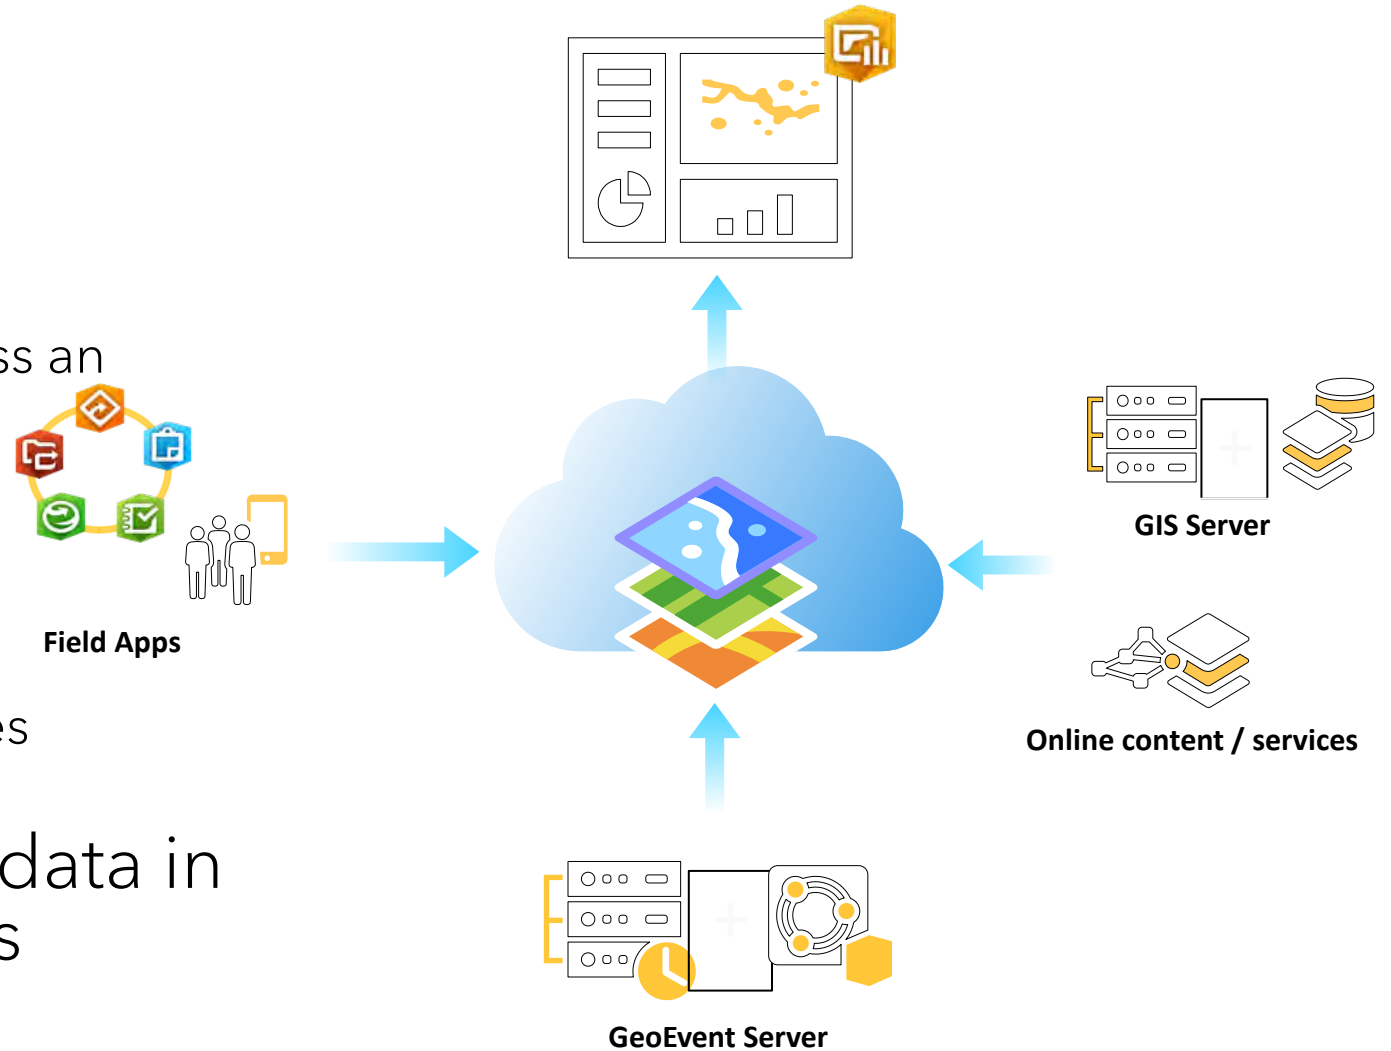 ss an
Field Apps
GIS Server
es
Online content / services
data in
s
GeoEvent Server